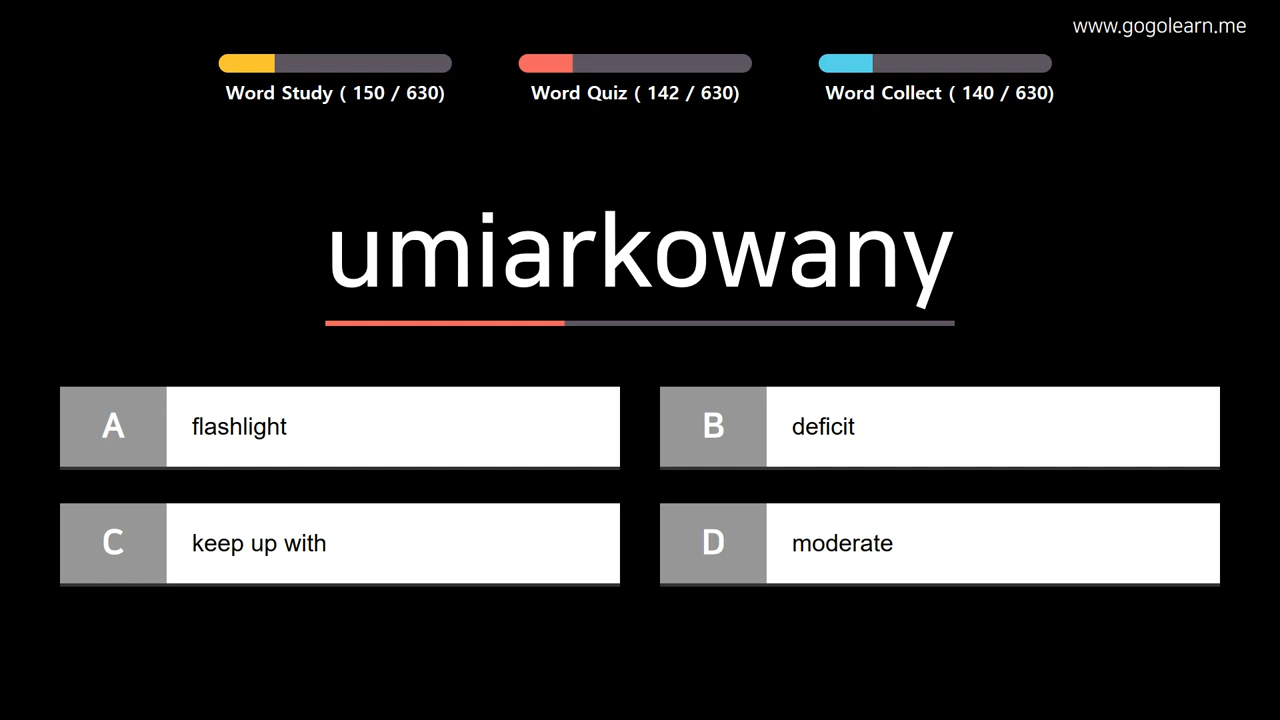 www.gogolearn.me
Word Study ( 150 / 630)
Word Quiz ( 142 / 630)
Word Collect ( 140 / 630)
umiarkowany
A flashlight
B deficit
C keep up with
D moderate